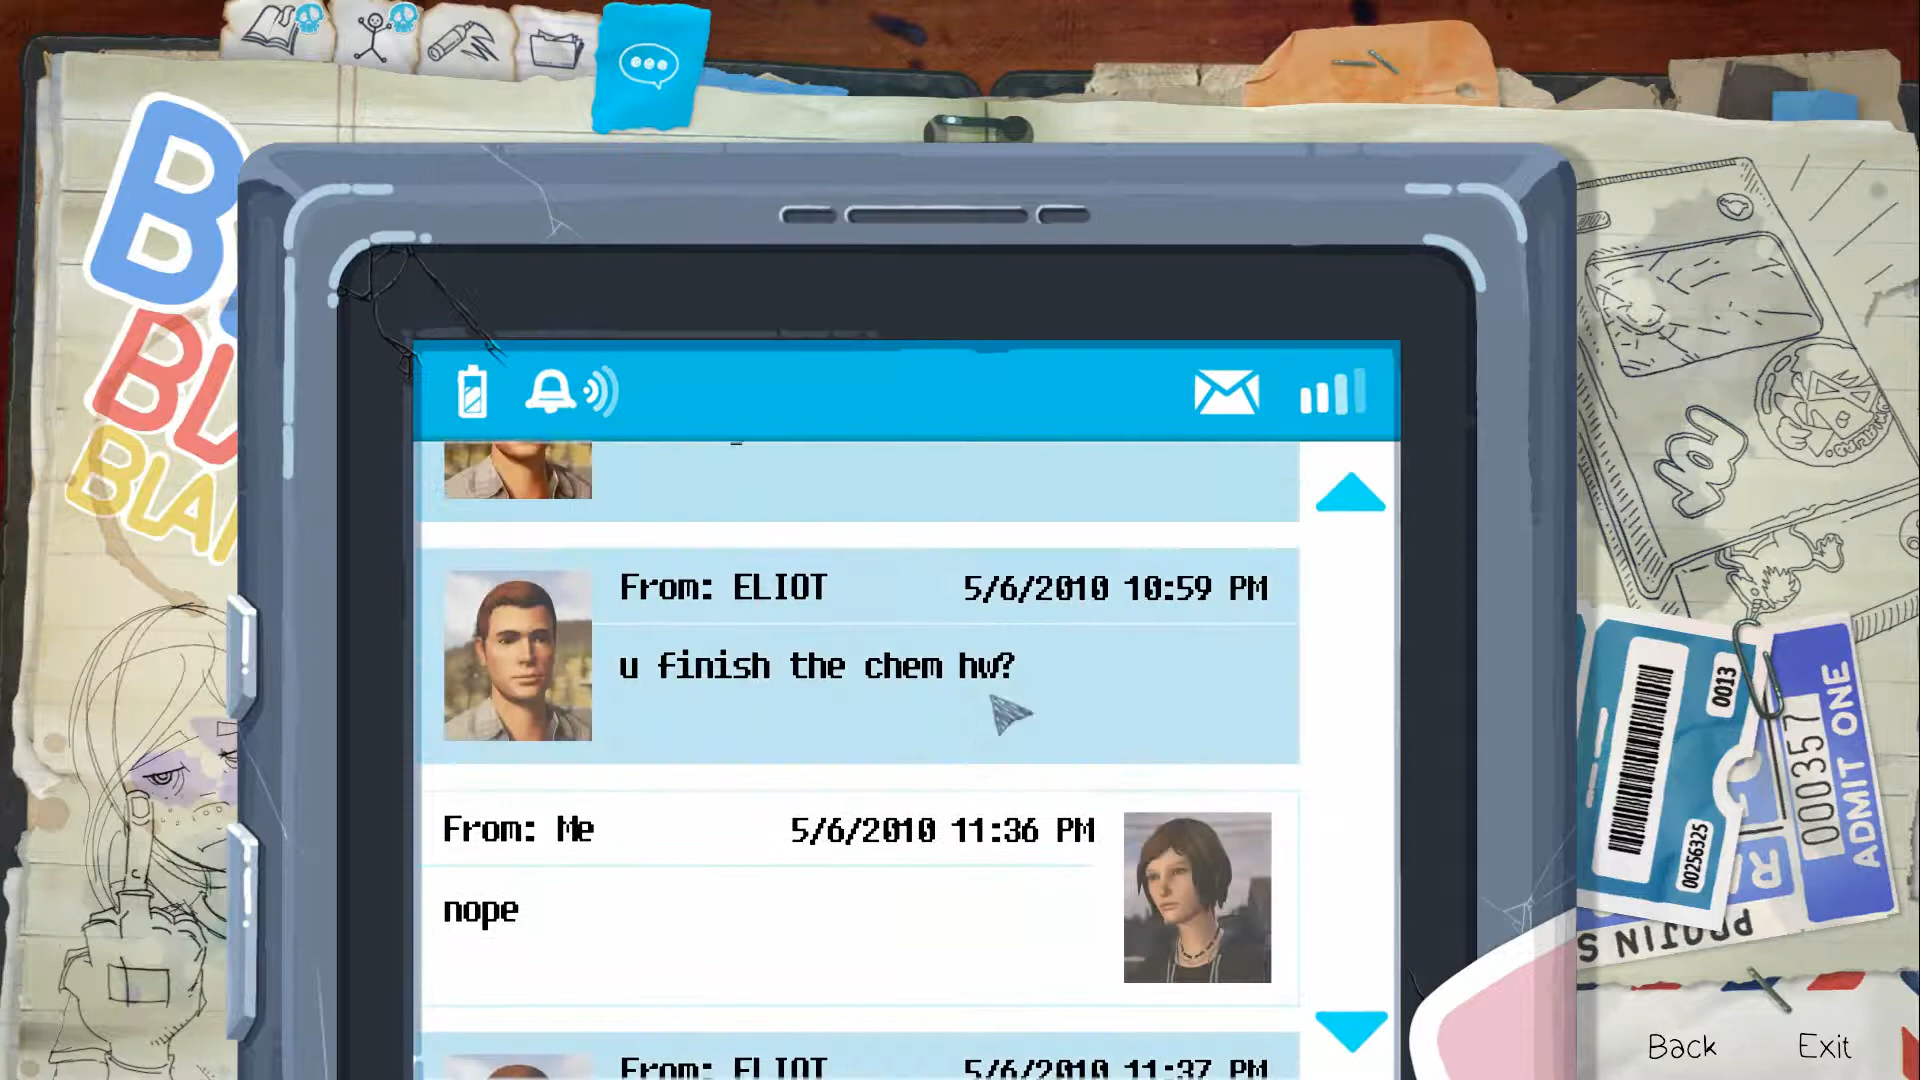 From: ELIOT 5/6/2010 10:59 PM
u finish the chem hw?
From: Me 5/6/2010 11:36 PM
nope
From: ELIOT 5/6/2010 11:37 PM
0013
00256325
000357
ADMIT ONE
Back Exit